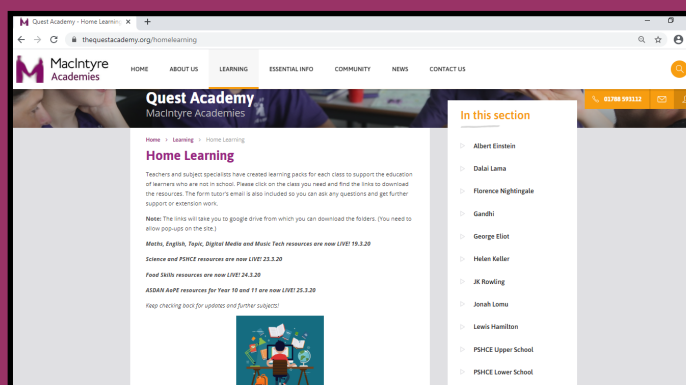 Quest Academy - Home Learning
thequestacademy.org/homelearning
MacIntyre
Academies
HOME ABOUT US LEARNING ESSENTIAL INFO COMMUNITY NEWS CONTACT US
01788 593112
Quest Academy
MacIntyre Academies
Home > Learning > Home Learning
Home Learning
Teachers and subject specialists have created learning packs for each class to support the education
of learners who are not in school. Please click on the class you need and find the links to download
the resources. The form tutor's email is also included so you can ask any questions and get further
support or extension work.
Note: The links will take you to google drive from which you can download the folders. (You need to
allow pop-ups on the site.)
Maths, English, Topic, Digital Media and Music Tech resources are now LIVE! 19.3.20
Science and PSHCE resources are now LIVE! 23.3.20
Food Skills resources are now LIVE! 24.3.20
ASDAN AoPE resources for Year 10 and 11 are now LIVE! 25.3.20
Keep checking back for updates and further subjects!
In this section
Albert Einstein
Dalai Lama
Florence Nightingale
Gandhi
George Eliot
Helen Keller
JK Rowling
Jonah Lomu
Lewis Hamilton
PSHCE Upper School
PSHCE Lower School